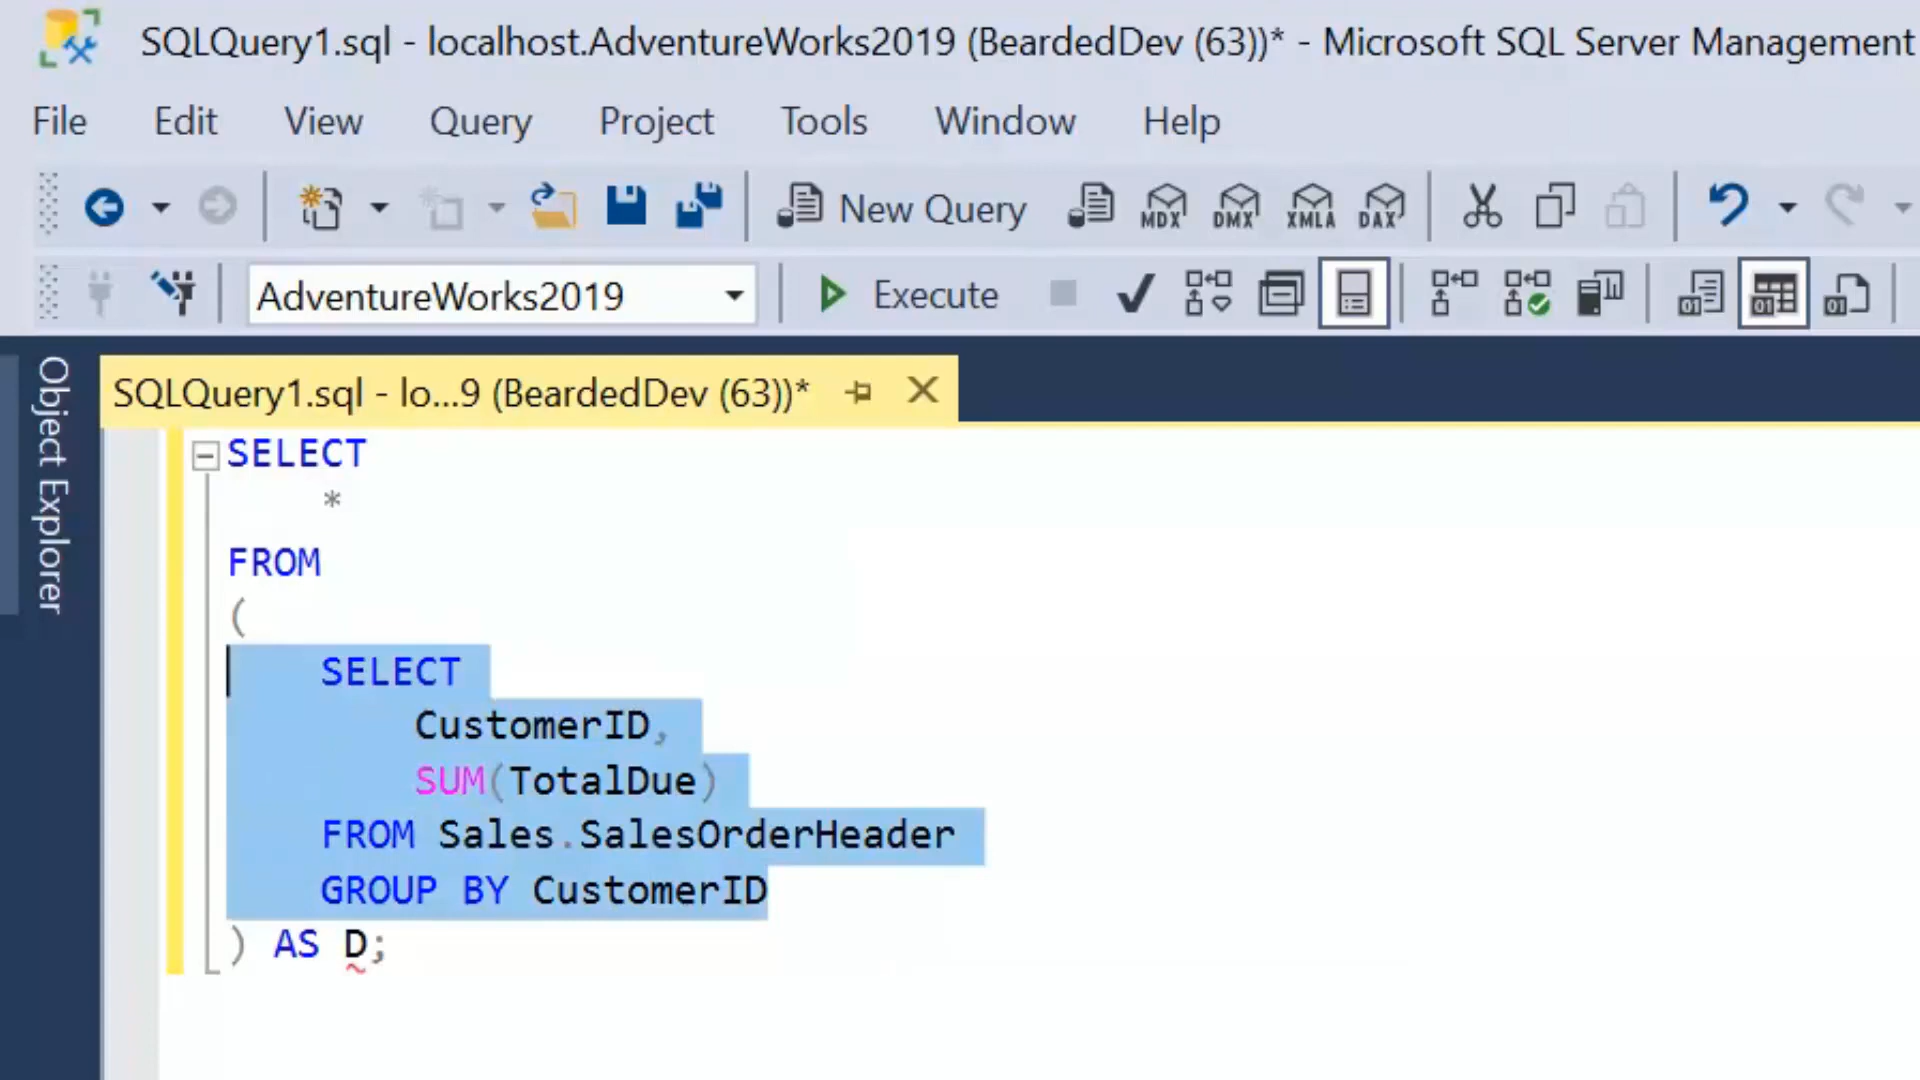 SQLQuery1.sql - localhost.AdventureWorks2019 (BeardedDev (63))* - Microsoft SQL Server Management
File Edit View Query Project Tools Window Help
New Query MDX DMX XMLA DAX
AdventureWorks2019 Execute
Object Explorer
SQLQuery1.sql - lo...9 (BeardedDev (63))*
SELECT
*
FROM
(
SELECT
CustomerID,
SUM(TotalDue)
FROM Sales.SalesOrderHeader
GROUP BY CustomerID
) AS D;